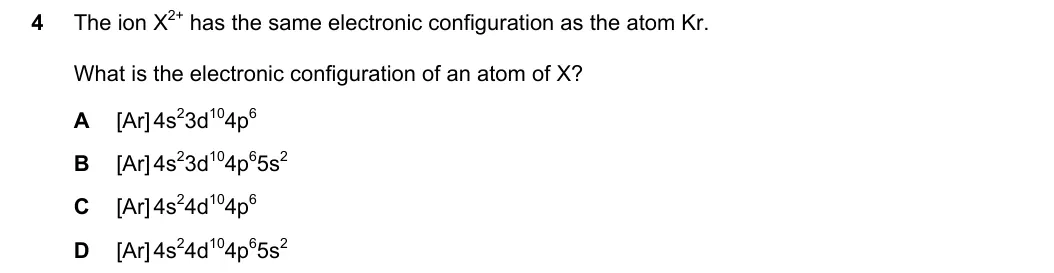 4 The ion X²⁺ has the same electronic configuration as the atom Kr.
What is the electronic configuration of an atom of X?
A [Ar]4s²3d¹⁰4p⁶
B [Ar]4s²3d¹⁰4p⁶5s²
C [Ar]4s²4d¹⁰4p⁶
D [Ar]4s²4d¹⁰4p⁶5s²